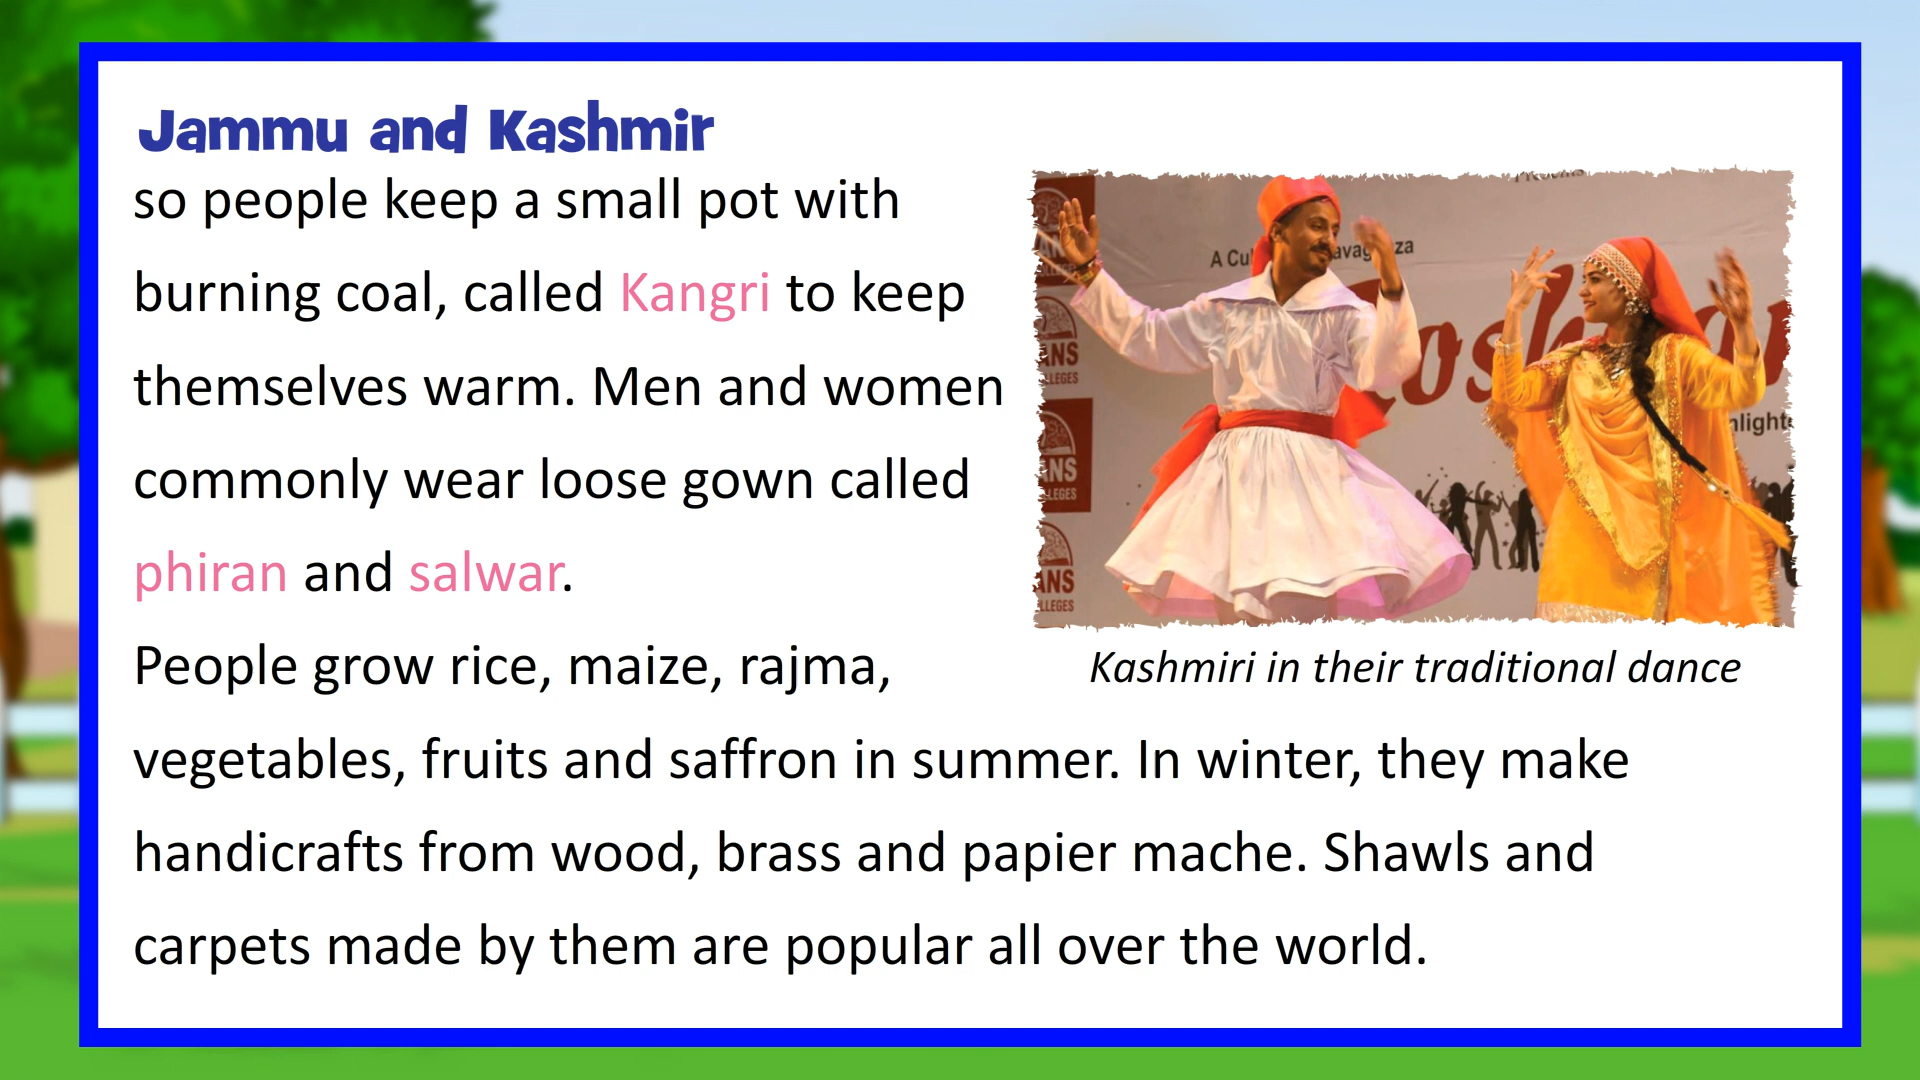 Jammu and Kashmir
so people keep a small pot with
burning coal, called Kangri to keep
themselves warm. Men and women
commonly wear loose gown called
phiran and salwar.
People grow rice, maize, rajma,
vegetables, fruits and saffron in summer. In winter, they make
handicrafts from wood, brass and papier mache. Shawls and
carpets made by them are popular all over the world.
Kashmiri in their traditional dance